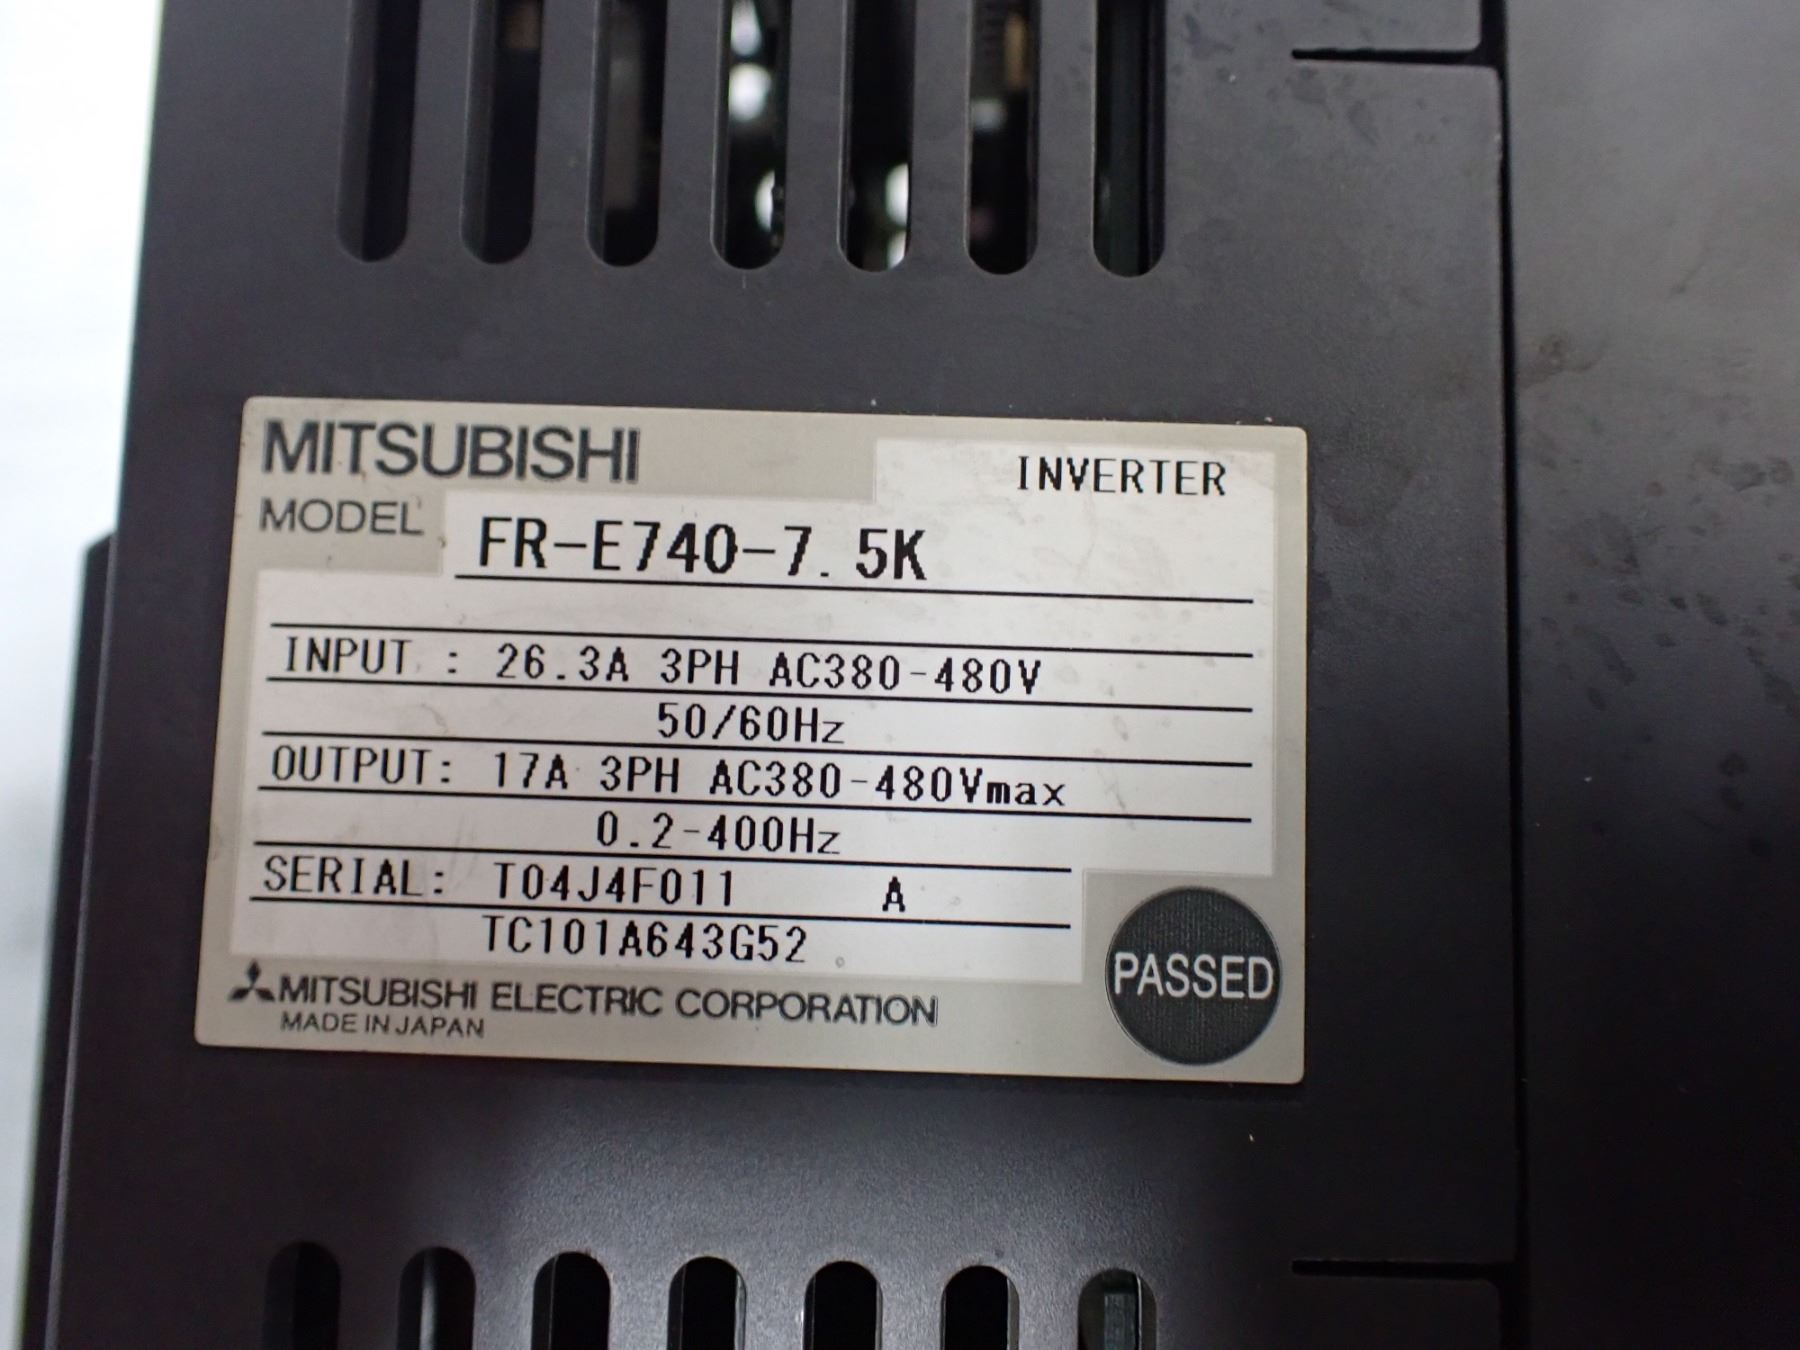 MITSUBISHI
INVERTER
MODEL FR-E740-7.5K
INPUT : 26.3A 3PH AC380-480V
50/60Hz
OUTPUT: 17A 3PH AC380-480Vmax
0.2-400Hz
SERIAL: T04J4F011 A
TC101A643G52
PASSED
MITSUBISHI ELECTRIC CORPORATION
MADE IN JAPAN